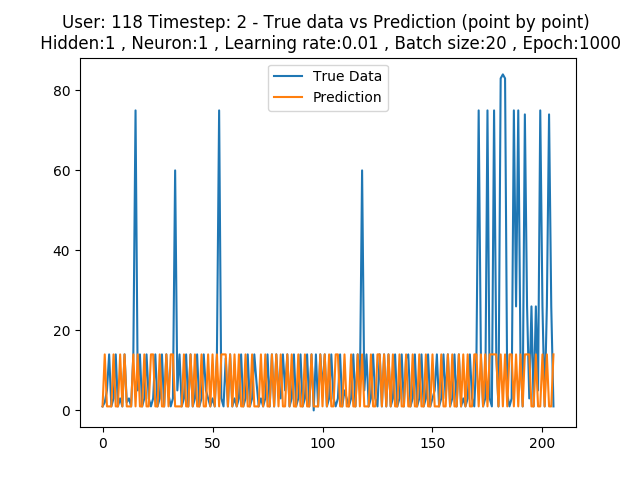 User: 118 Timestep: 2 - True data vs Prediction (point by point)
Hidden:1 , Neuron:1 , Learning rate:0.01 , Batch size:20 , Epoch:1000
True Data
Prediction
80
60
40
20
0
0 50 100 150 200